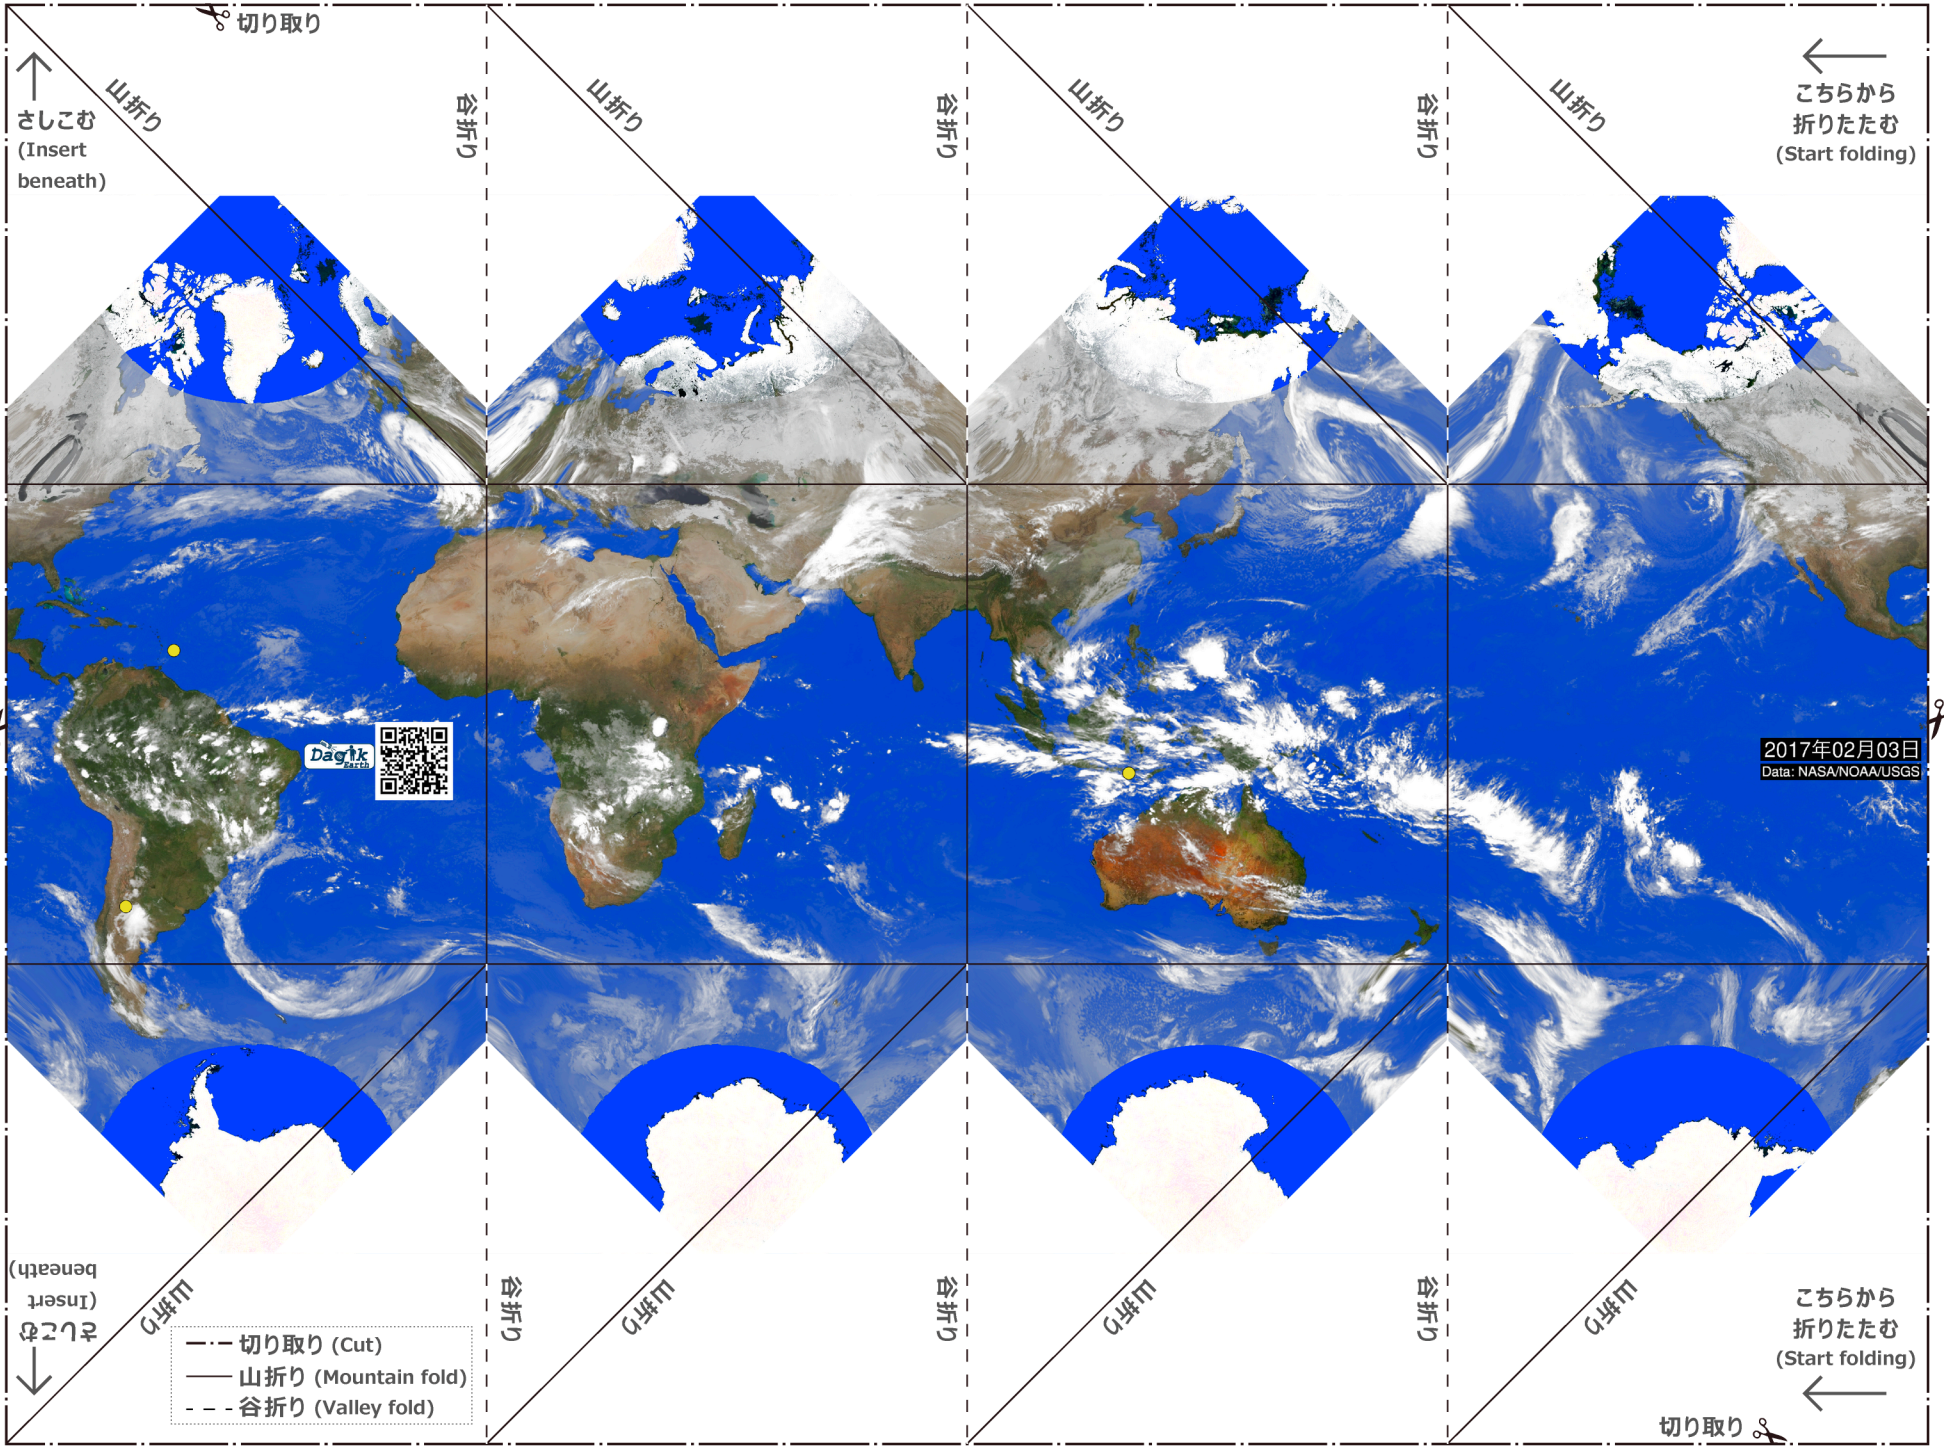 切り取り
山折り
谷折り
山折り
谷折り
山折り
谷折り
山折り
さしこむ
(Insert
beneath)
こちらから
折りたたむ
(Start folding)
Dagik
Earth
2017年02月03日
Data: NASA/NOAA/USGS
さしこむ
(Insert
beneath)
山折り
谷折り
山折り
谷折り
山折り
谷折り
山折り
切り取り (Cut)
山折り (Mountain fold)
谷折り (Valley fold)
こちらから
折りたたむ
(Start folding)
切り取り